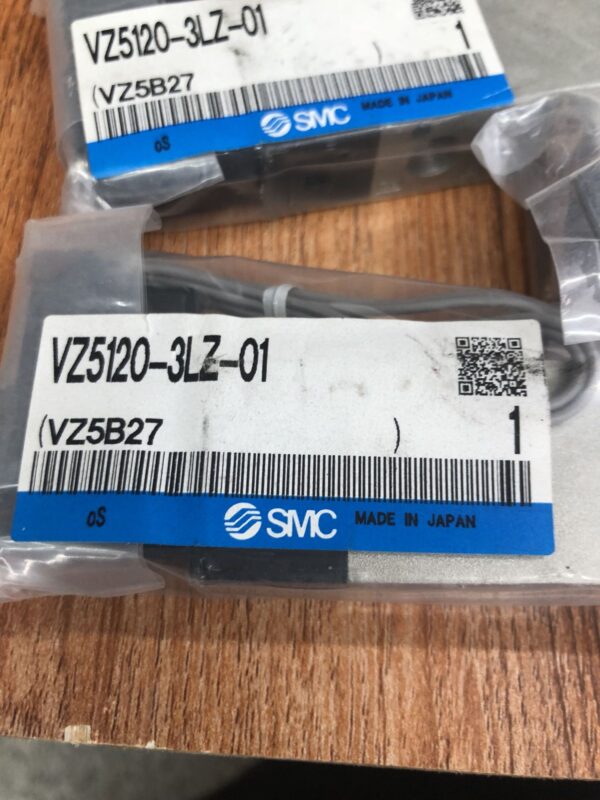 VZ5120-3LZ-01
(VZ5B27 ) 1
oS SMC MADE IN JAPAN
VZ5120-3LZ-01
(VZ5B27 ) 1
oS SMC MADE IN JAPAN